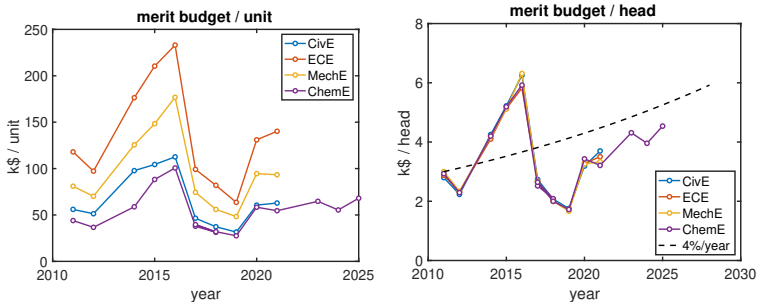 merit budget / unit
k$ / unit
250
200
150
100
50
0
2010
2015
2020
2025
year
CivE
ECE
MechE
ChemE
merit budget / head
k$ / head
8
6
4
2
0
2010
2015
2020
2025
2030
year
CivE
ECE
MechE
ChemE
4%/year